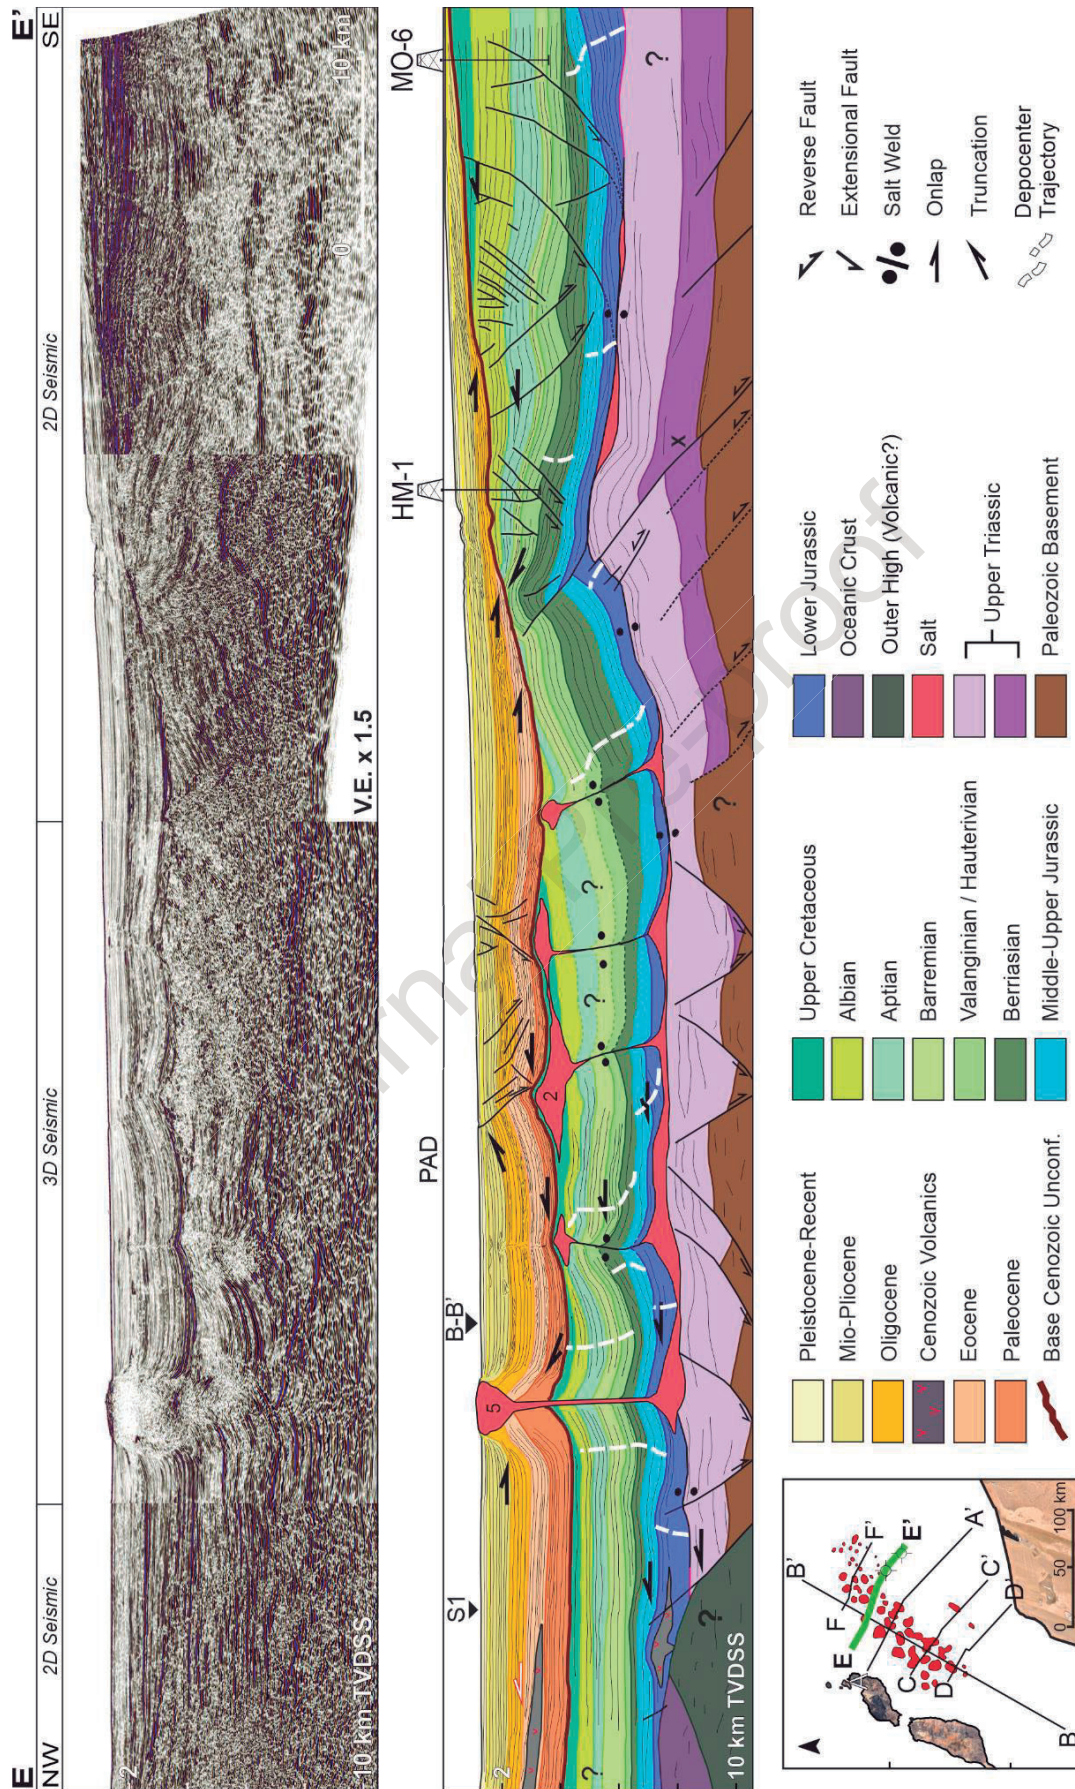 E
E'
NW
SE
2D Seismic
3D Seismic
2D Seismic
2
10 km TVDSS
V.E. x 1.5
0
10 km
S1
B-B'
PAD
HM-1
MO-6
2
10 km TVDSS
?
?
5
2
?
?
?
x
?
A
B'
F'
F
E
E'
A'
C'
C
D
D'
B
0
50
100 km
Pleistocene-Recent
Mio-Pliocene
Oligocene
Cenozoic Volcanics
Eocene
Paleocene
Base Cenozoic Unconf.
Upper Cretaceous
Albian
Aptian
Barremian
Valanginian / Hauterivian
Berriasian
Middle-Upper Jurassic
Lower Jurassic
Oceanic Crust
Outer High (Volcanic?)
Salt
Upper Triassic
Paleozoic Basement
Reverse Fault
Extensional Fault
Salt Weld
Onlap
Truncation
Depocenter
Trajectory